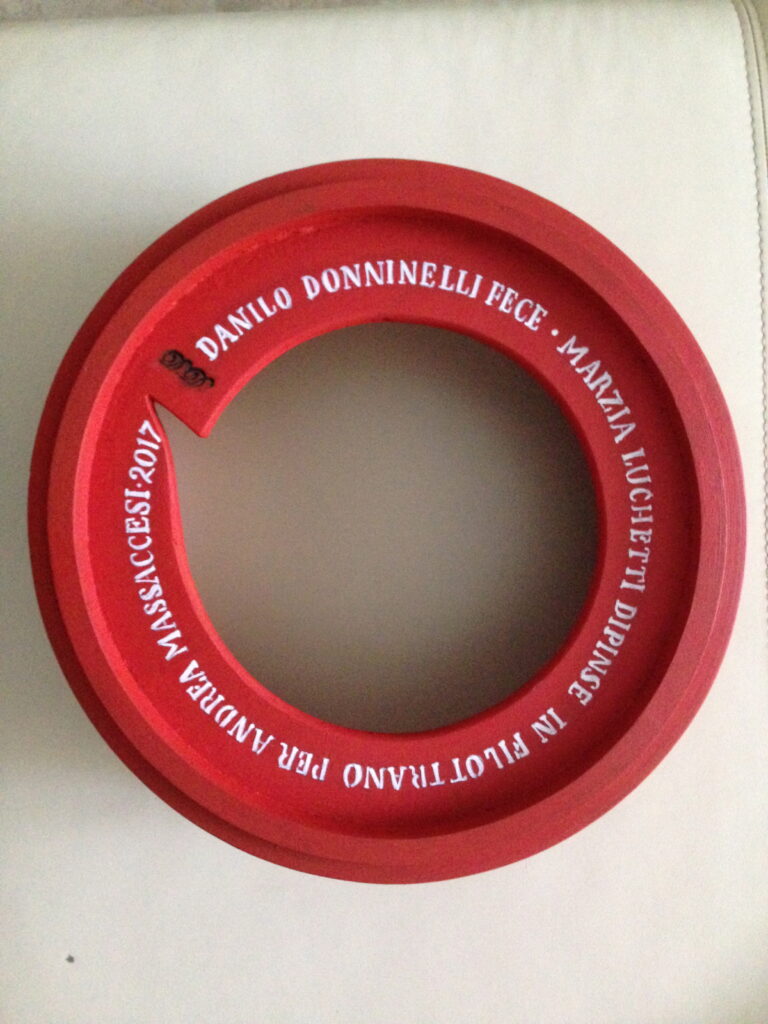 DANILO DONNINELLI FECE • MARZIA LUCHETTI DIPINSE IN FILOTTRANO PER ANDREA MASSACCESI • 2017